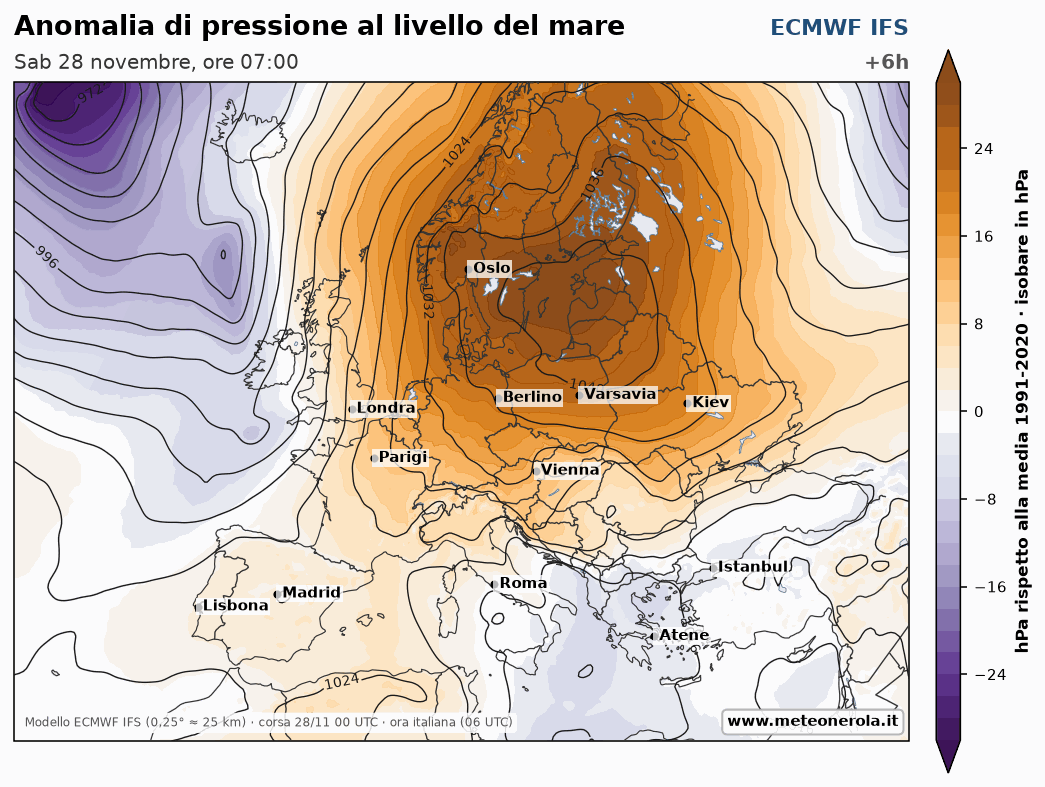 Anomalia di pressione al livello del mare
ECMWF IFS
Sab 28 novembre, ore 07:00
+6h
972
1024
1036
996
Oslo
1032
24
16
8
0
−8
−16
−24
hPa rispetto alla media 1991-2020 · isobare in hPa
Berlino
Varsavia
Kiev
Londra
Parigi
Vienna
Istanbul
Roma
Madrid
Lisbona
Atene
1024
Modello ECMWF IFS (0,25° ≈ 25 km) · corsa 28/11 00 UTC · ora italiana (06 UTC)
www.meteonerola.it